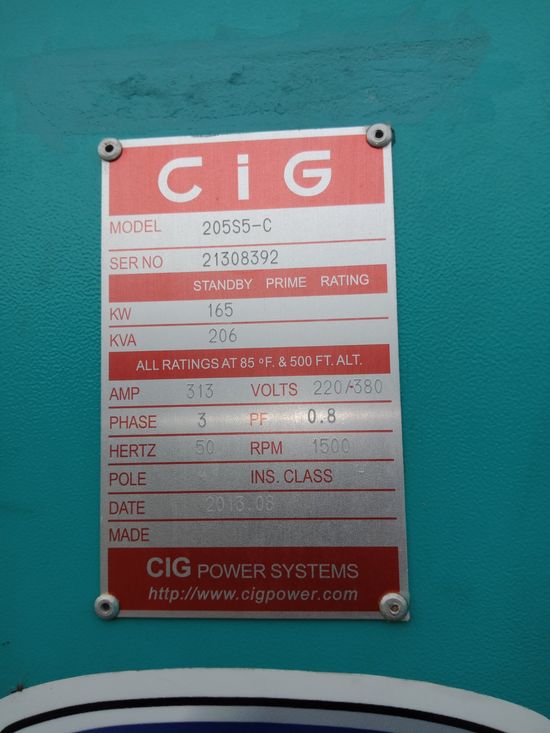 CiG
MODEL 205S5-C
SER NO 21308392
STANDBY PRIME RATING
KW 165
KVA 206
ALL RATINGS AT 85 ºF. & 500 FT. ALT.
AMP 313 VOLTS 220/380
PHASE 3 PF 0.8
HERTZ 50 RPM 1500
POLE INS. CLASS
DATE 2013.08
MADE
CIG POWER SYSTEMS
http://www.cigpower.com